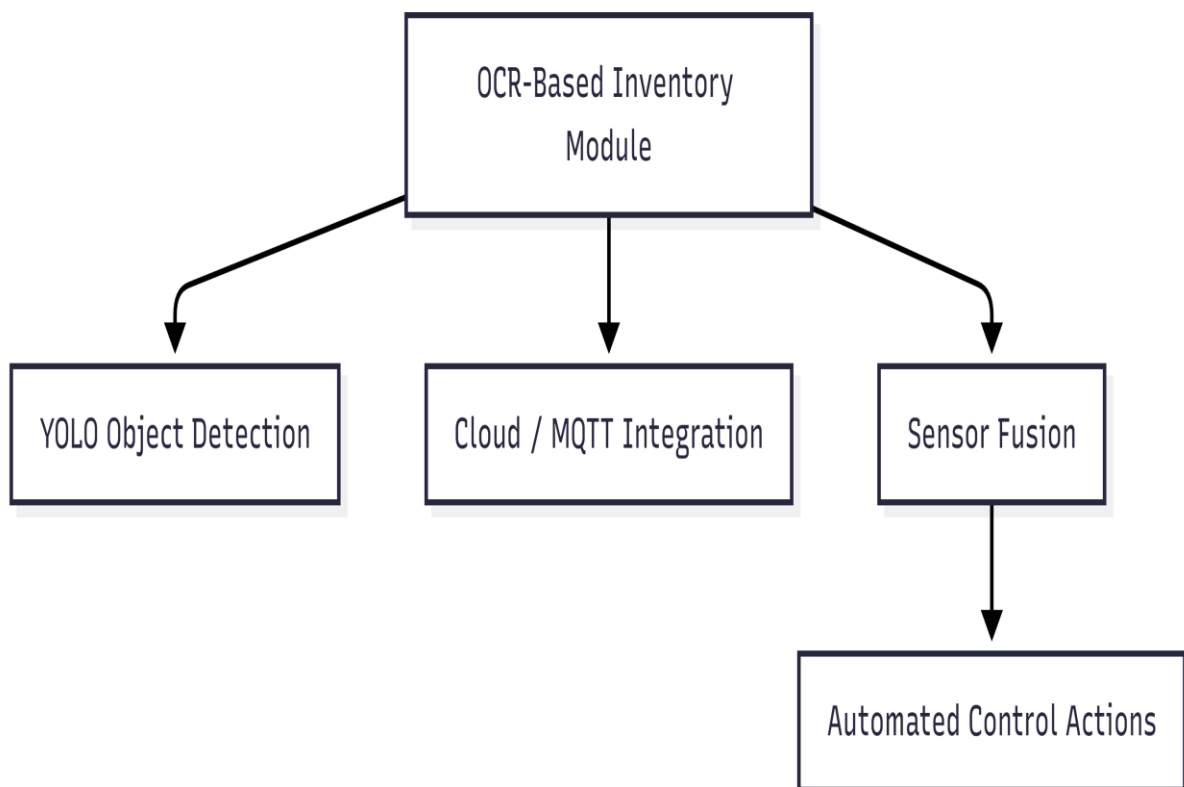 OCR-Based Inventory
Module
YOLO Object Detection
Cloud / MQTT Integration
Sensor Fusion
Automated Control Actions